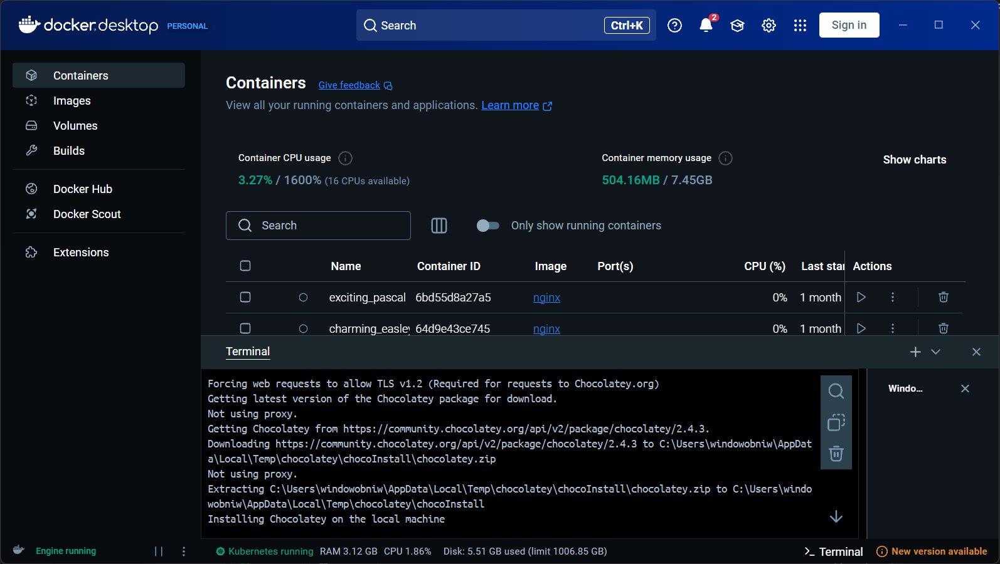 docker desktop PERSONAL
Search Ctrl+K
2
Sign in
Containers
Images
Volumes
Builds
Docker Hub
Docker Scout
Extensions
Containers Give feedback
View all your running containers and applications. Learn more
Container CPU usage
3.27% / 1600% (16 CPUs available)
Container memory usage
504.16MB / 7.45GB
Show charts
Search
Only show running containers
Name Container ID Image Port(s) CPU (%) Last star Actions
exciting_pascal 6bd55d8a27a5 nginx 0% 1 month
charming_easley 64d9e43ce745 nginx 0% 1 month
Terminal
Forcing web requests to allow TLS v1.2 (Required for requests to Chocolatey.org)
Getting latest version of the Chocolatey package for download.
Not using proxy.
Getting Chocolatey from https://community.chocolatey.org/api/v2/package/chocolatey/2.4.3.
Downloading https://community.chocolatey.org/api/v2/package/chocolatey/2.4.3 to C:\Users\windowobniw\AppDat
a\Local\Temp\chocolatey\chocoInstall\chocolatey.zip
Not using proxy.
Extracting C:\Users\windowobniw\AppData\Local\Temp\chocolatey\chocoInstall\chocolatey.zip to C:\Users\windo
wobniw\AppData\Local\Temp\chocolatey\chocoInstall
Installing Chocolatey on the local machine
Windo...
Engine running
Kubernetes running RAM 3.12 GB CPU 1.86% Disk: 5.51 GB used (limit 1006.85 GB)
Terminal
New version available